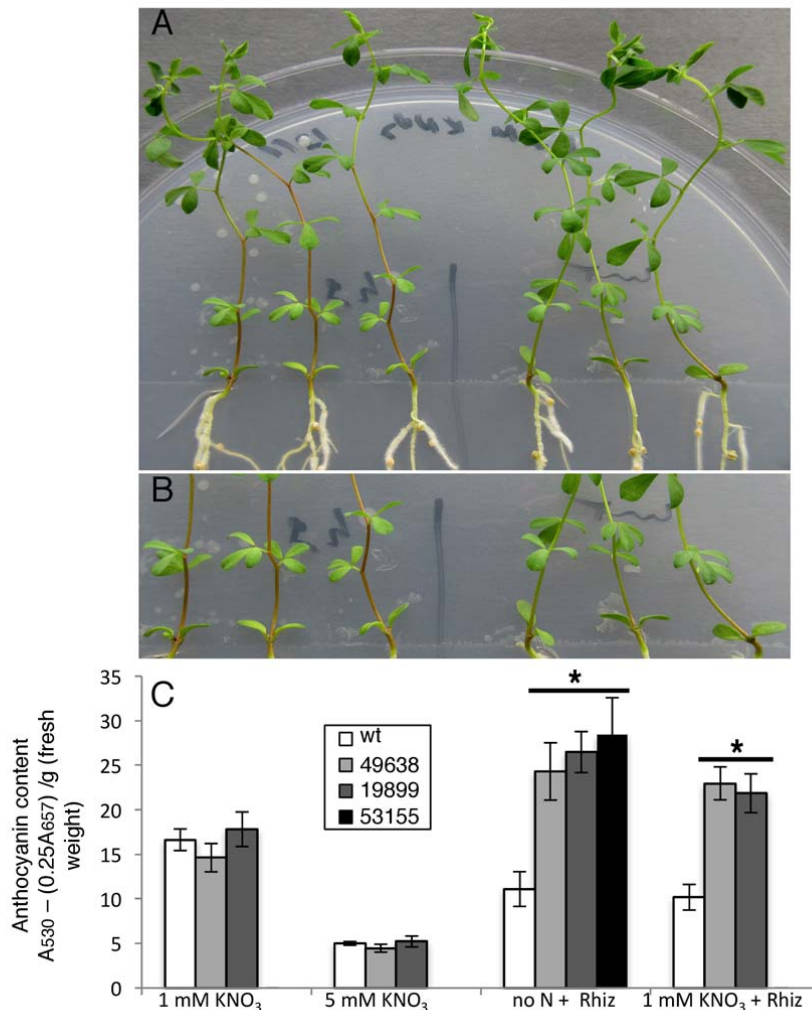 A
B
C
35
30
25
20
15
10
5
0
Anthocyanin content
A530 – (0.25A657) /g (fresh
weight)
wt
49638
19899
53155
*
*
1 mM KNO3
5 mM KNO3
no N + Rhiz
1 mM KNO3 + Rhiz